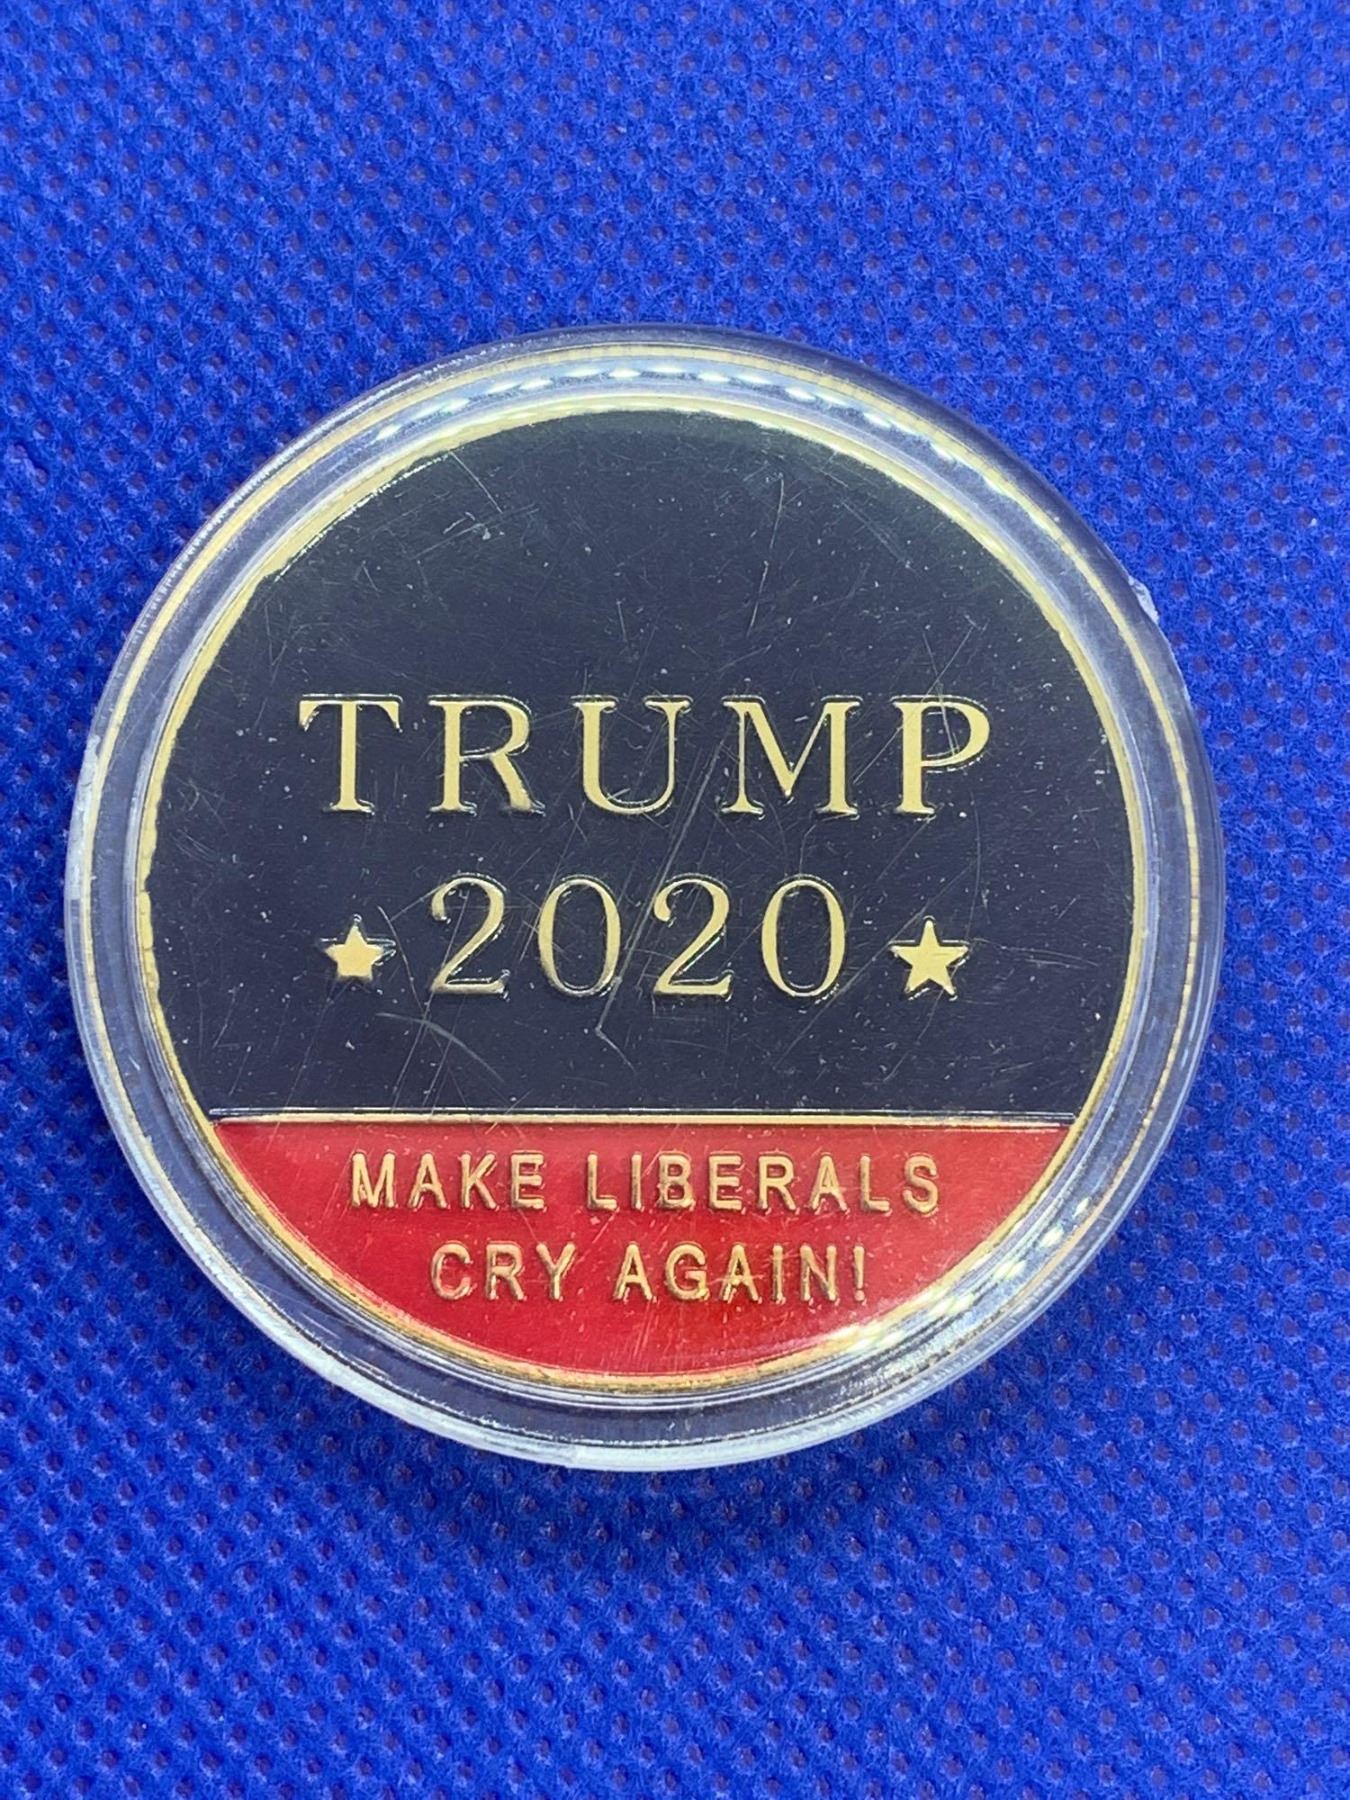 TRUMP
2020
MAKE LIBERALS
CRY AGAIN!